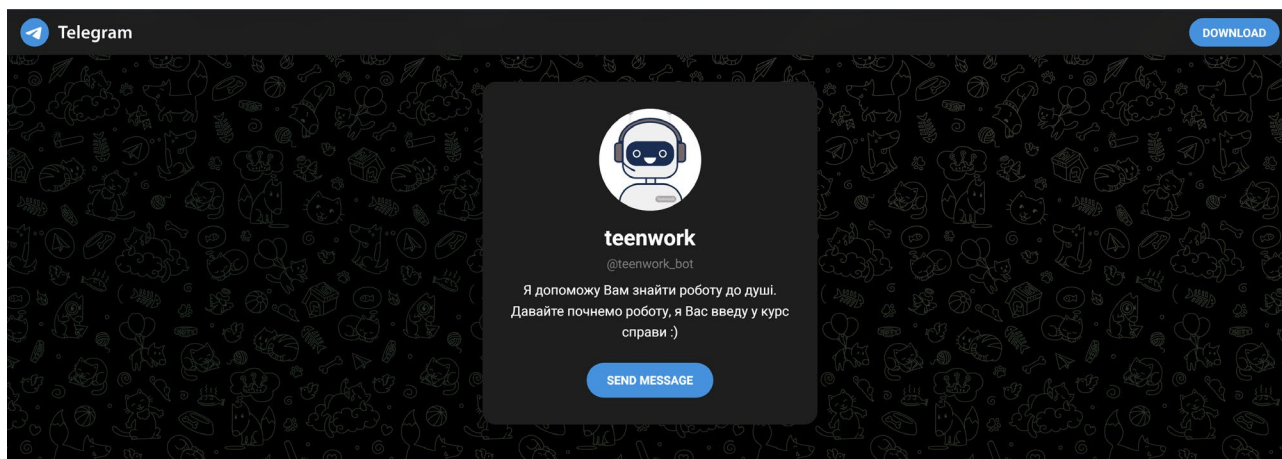 Telegram
DOWNLOAD
teenwork
@teenwork_bot
Я допоможу Вам знайти роботу до душі.
Давайте почнемо роботу, я Вас введу у курс
справи :)
SEND MESSAGE